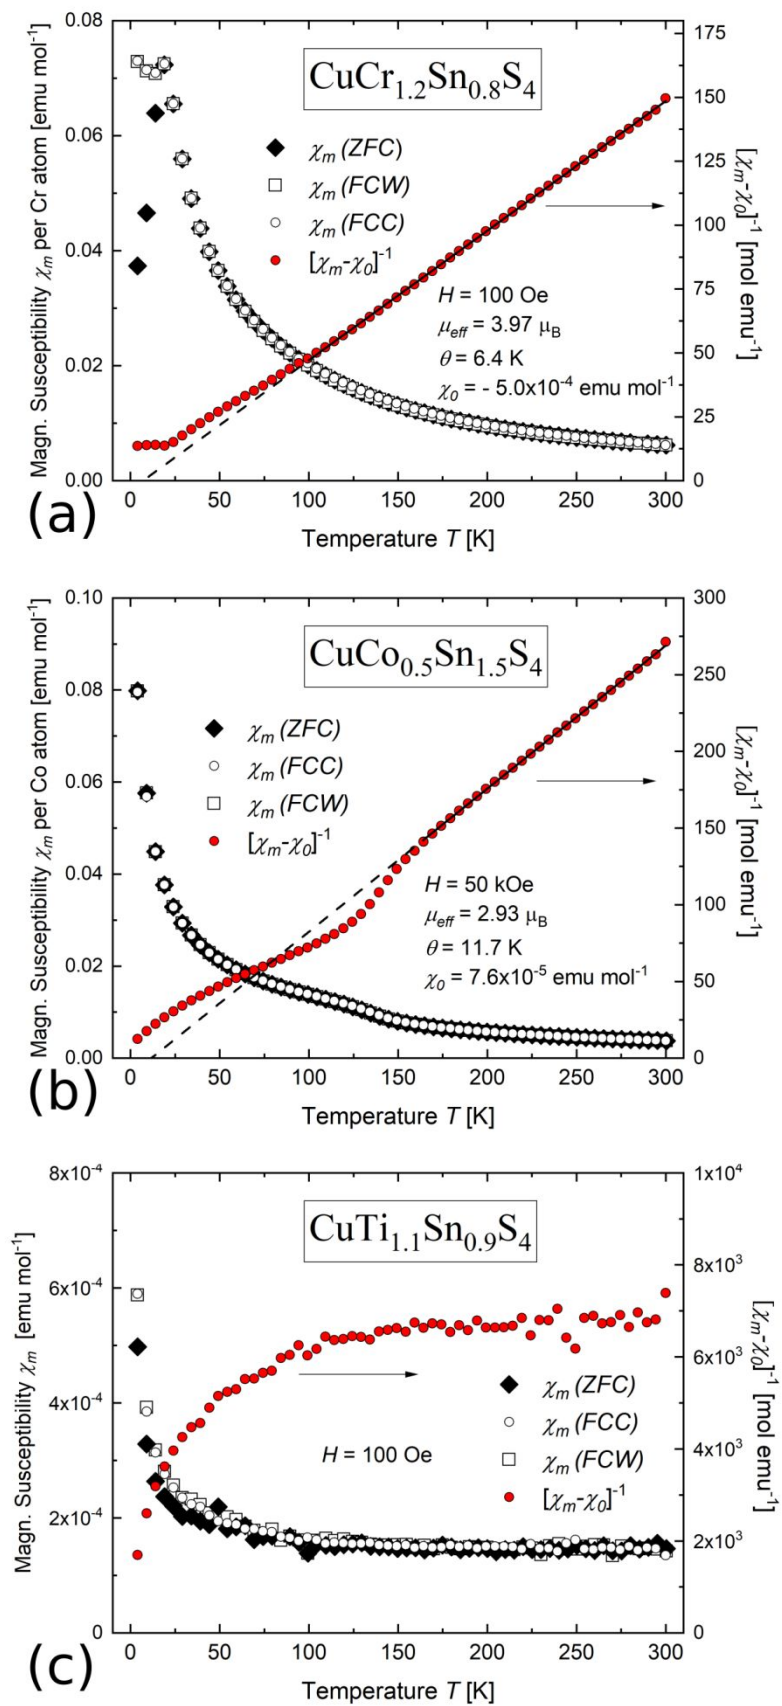 CuCr1.2Sn0.8S4
χm (ZFC)
χm (FCW)
χm (FCC)
[χm-χ0]-1
H = 100 Oe
μeff = 3.97 μB
θ = 6.4 K
χ0 = - 5.0x10-4 emu mol-1
Magn. Susceptibility χm per Cr atom [emu mol-1]
0.08
0.06
0.04
0.02
0.00
[χm-χ0]-1 [mol emu-1]
175
150
125
100
75
50
25
0
0 50 100 150 200 250 300
Temperature T [K]
(a)
CuCo0.5Sn1.5S4
χm (ZFC)
χm (FCC)
χm (FCW)
[χm-χ0]-1
H = 50 kOe
μeff = 2.93 μB
θ = 11.7 K
χ0 = 7.6x10-5 emu mol-1
Magn. Susceptibility χm per Co atom [emu mol-1]
0.10
0.08
0.06
0.04
0.02
0.00
[χm-χ0]-1 [mol emu-1]
300
250
200
150
100
50
0
0 50 100 150 200 250 300
Temperature T [K]
(b)
CuTi1.1Sn0.9S4
χm (ZFC)
χm (FCC)
χm (FCW)
[χm-χ0]-1
H = 100 Oe
Magn. Susceptibility χm [emu mol-1]
8x10-4
6x10-4
4x10-4
2x10-4
0
[χm-χ0]-1 [mol emu-1]
1x104
8x103
6x103
4x103
2x103
0
0 50 100 150 200 250 300
Temperature T [K]
(c)